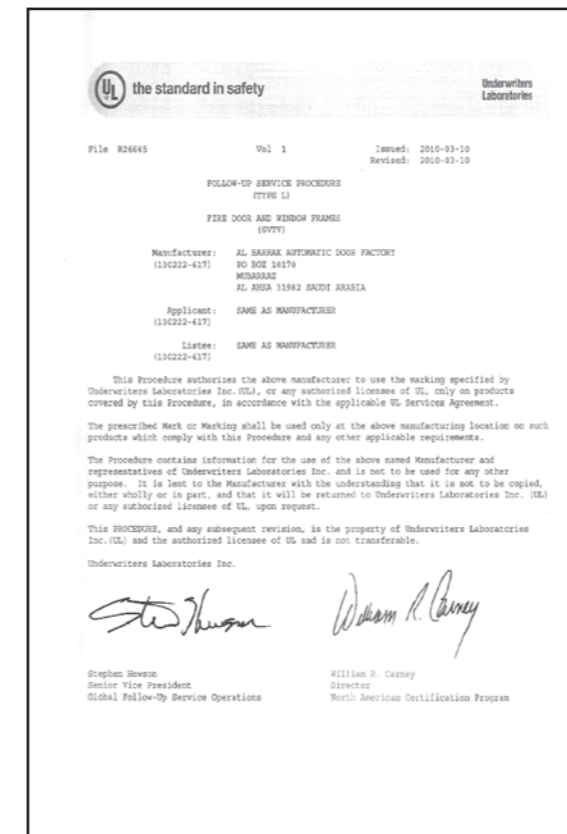 UL the standard in safety
Underwriters
Laboratories
File R26665 Vol 1 Issued: 2010-03-10
Revised: 2010-03-10
FOLLOW-UP SERVICE PROCEDURE
(TYPE L)
FIRE DOOR AND WINDOW FRAMES
(GVTV)
Manufacturer: AL BARRAK AUTOMATIC DOOR FACTORY
(100222-617) PO BOX 10170
MUBARRAZ
AL AHSA 31982 SAUDI ARABIA
Applicant: SAME AS MANUFACTURER
(100222-617)
Listee: SAME AS MANUFACTURER
(100222-617)
This Procedure authorizes the above manufacturer to use the marking specified by
Underwriters Laboratories Inc. (UL), or any authorized licensee of UL, only on products
covered by this Procedure, in accordance with the applicable UL Services Agreement.
The prescribed Mark or Marking shall be used only at the above manufacturing location on such
products which comply with this Procedure and any other applicable requirements.
The Procedure contains information for the use of the above named Manufacturer and
representatives of Underwriters Laboratories Inc. and is not to be used for any other
purpose. It is lent to the Manufacturer with the understanding that it is not to be copied,
either wholly or in part, and that it will be returned to Underwriters Laboratories Inc. (UL)
or any authorized licensee of UL, upon request.
This PROCEDURE, and any subsequent revision, is the property of Underwriters Laboratories
Inc. (UL) and the authorized licensee of UL and is not transferable.
Underwriters Laboratories Inc.
William R. Carney
Stephen Hewson William R. Carney
Senior Vice President Director
Global Follow-Up Service Operations North American Certification Program